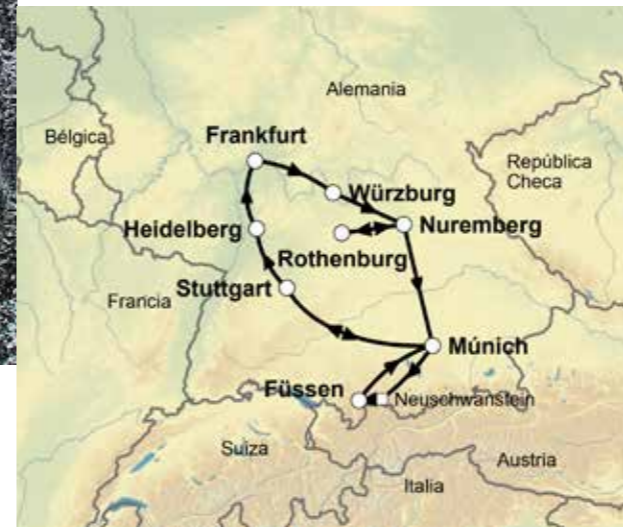 Alemania
Bélgica
Frankfurt
República
Checa
Würzburg
Heidelberg
Nuremberg
Rothenburg
Stuttgart
Francia
Múnich
Füssen
Neuschwanstein
Suiza
Austria
Italia